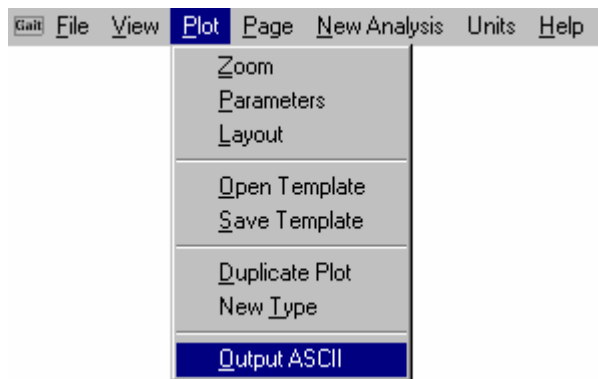 Gait File View Plot Page New Analysis Units Help
Zoom
Parameters
Layout
Open Template
Save Template
Duplicate Plot
New Type
Output ASCII